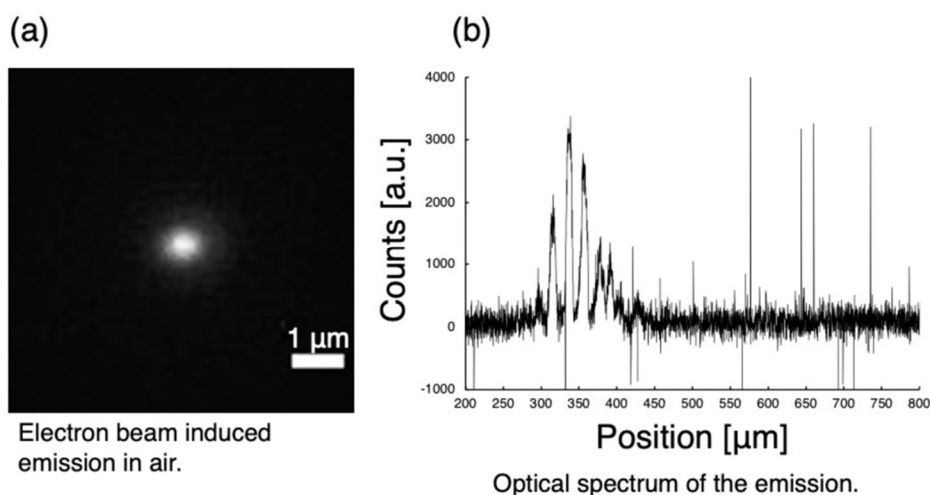 (a)
(b)
1 μm
Electron beam induced
emission in air.
Counts [a.u.]
4000
3000
2000
1000
0
-1000
200 250 300 350 400 450 500 550 600 650 700 750 800
Position [μm]
Optical spectrum of the emission.